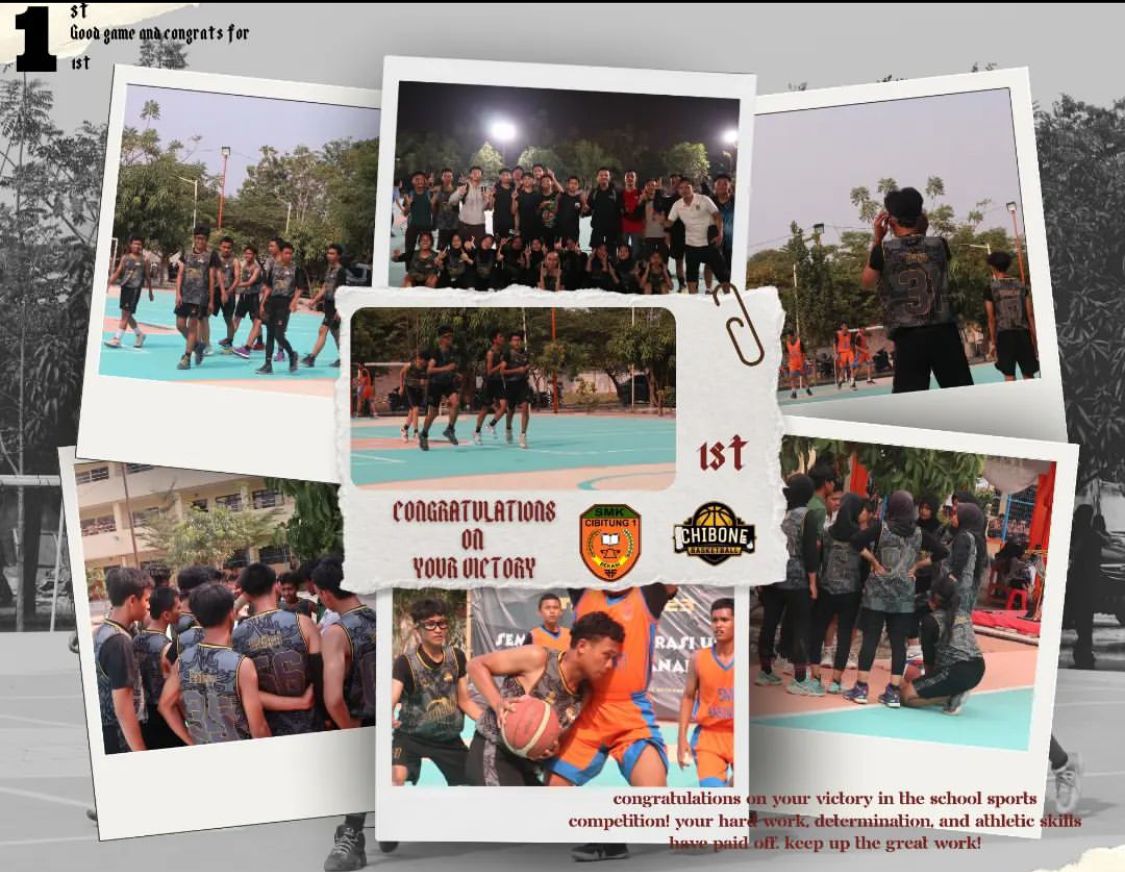 1
st
Good game and congrats for
1st
3
1st
CONGRATULATIONS
ON
YOUR VICTORY
SMK
CIBITUNG 1
BEKASI
CHIBONE
BASKETBALL
congratulations on your victory in the school sports
competition! your hard work, determination, and athletic skills
have paid off. keep up the great work!